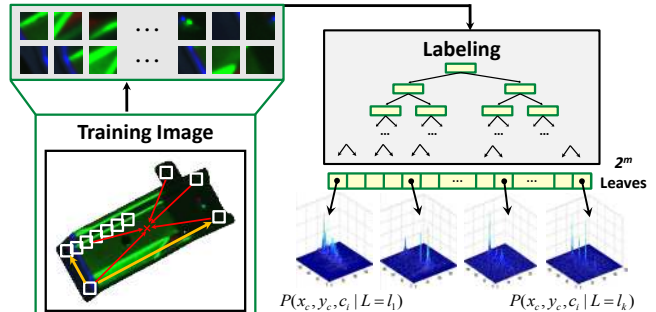 Labeling
Training Image
2^m
Leaves
P(x_c, y_c, c_i | L = l_1)
P(x_c, y_c, c_i | L = l_k)